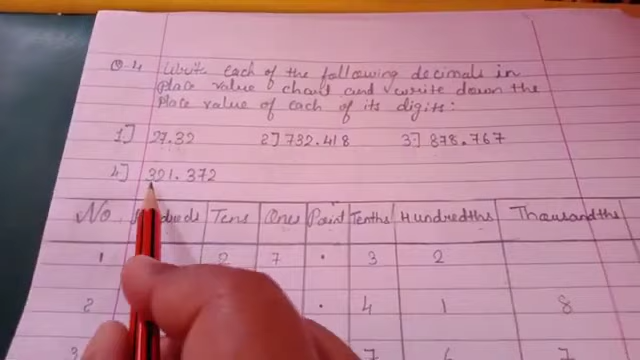 Q-4 Write each of the following decimals in
place value chart and write down the
place value of each of its digits:
1] 27.32 2] 732.418 3] 878.767
4] 321.372
No Tens Ones Point Tenths Hundredths Thousandths
1 2 7 . 3 2
2 . 4 1 8
3 7 6 7